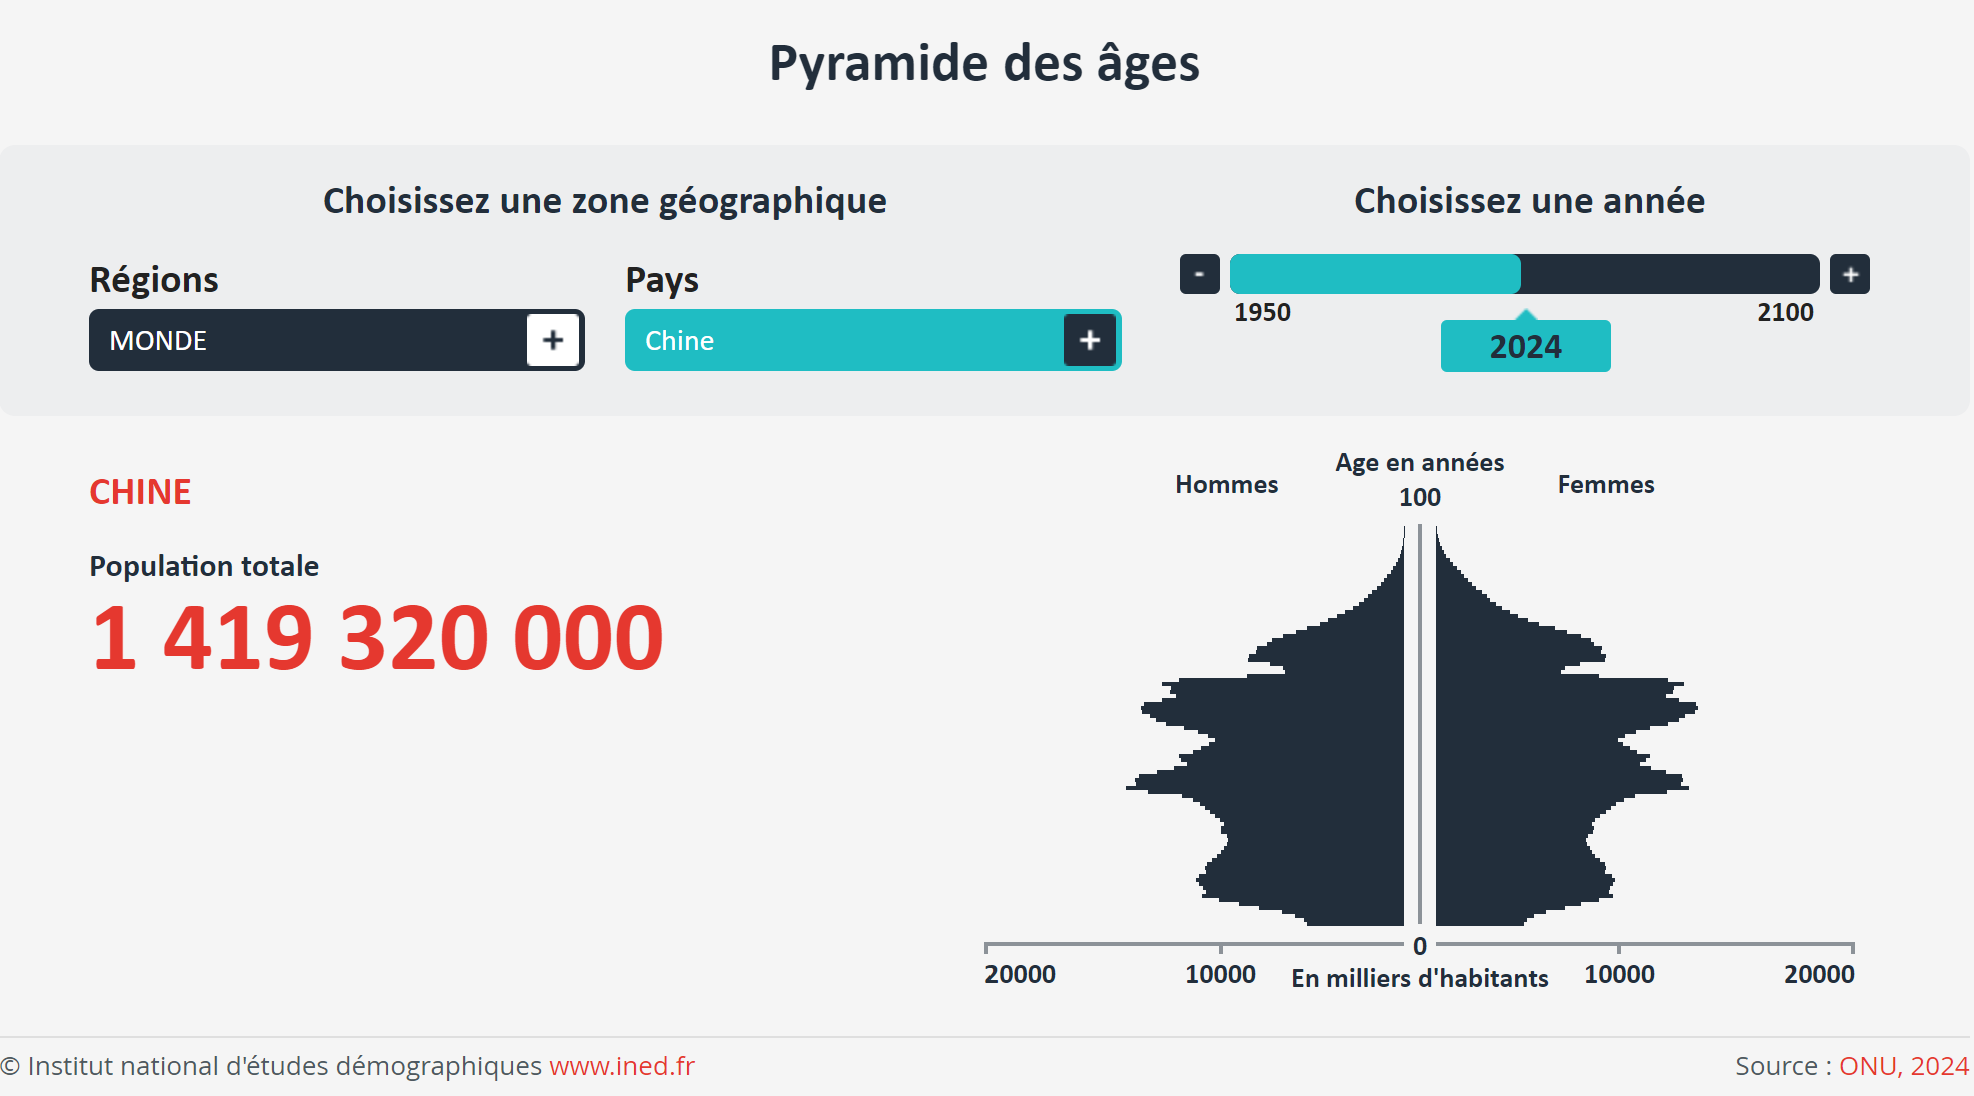 Pyramide des âges
Choisissez une zone géographique
Choisissez une année
Régions
Pays
MONDE
+
Chine
+
-
+
1950
2100
2024
CHINE
Population totale
1 419 320 000
Hommes
Age en années
Femmes
100
0
20000
10000
En milliers d'habitants
10000
20000
© Institut national d'études démographiques www.ined.fr
Source : ONU, 2024